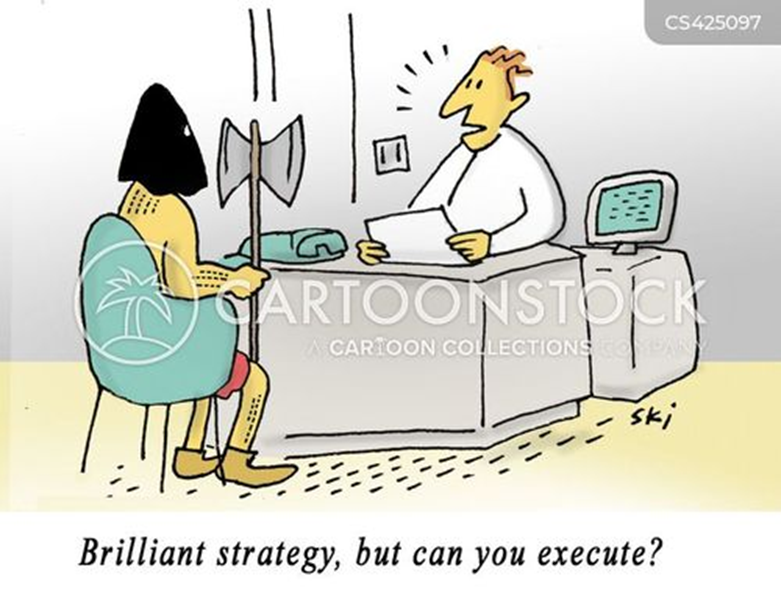 CS425097
CARTOONSTOCK
A CARTOON COLLECTIONS COMPANY
ski
Brilliant strategy, but can you execute?